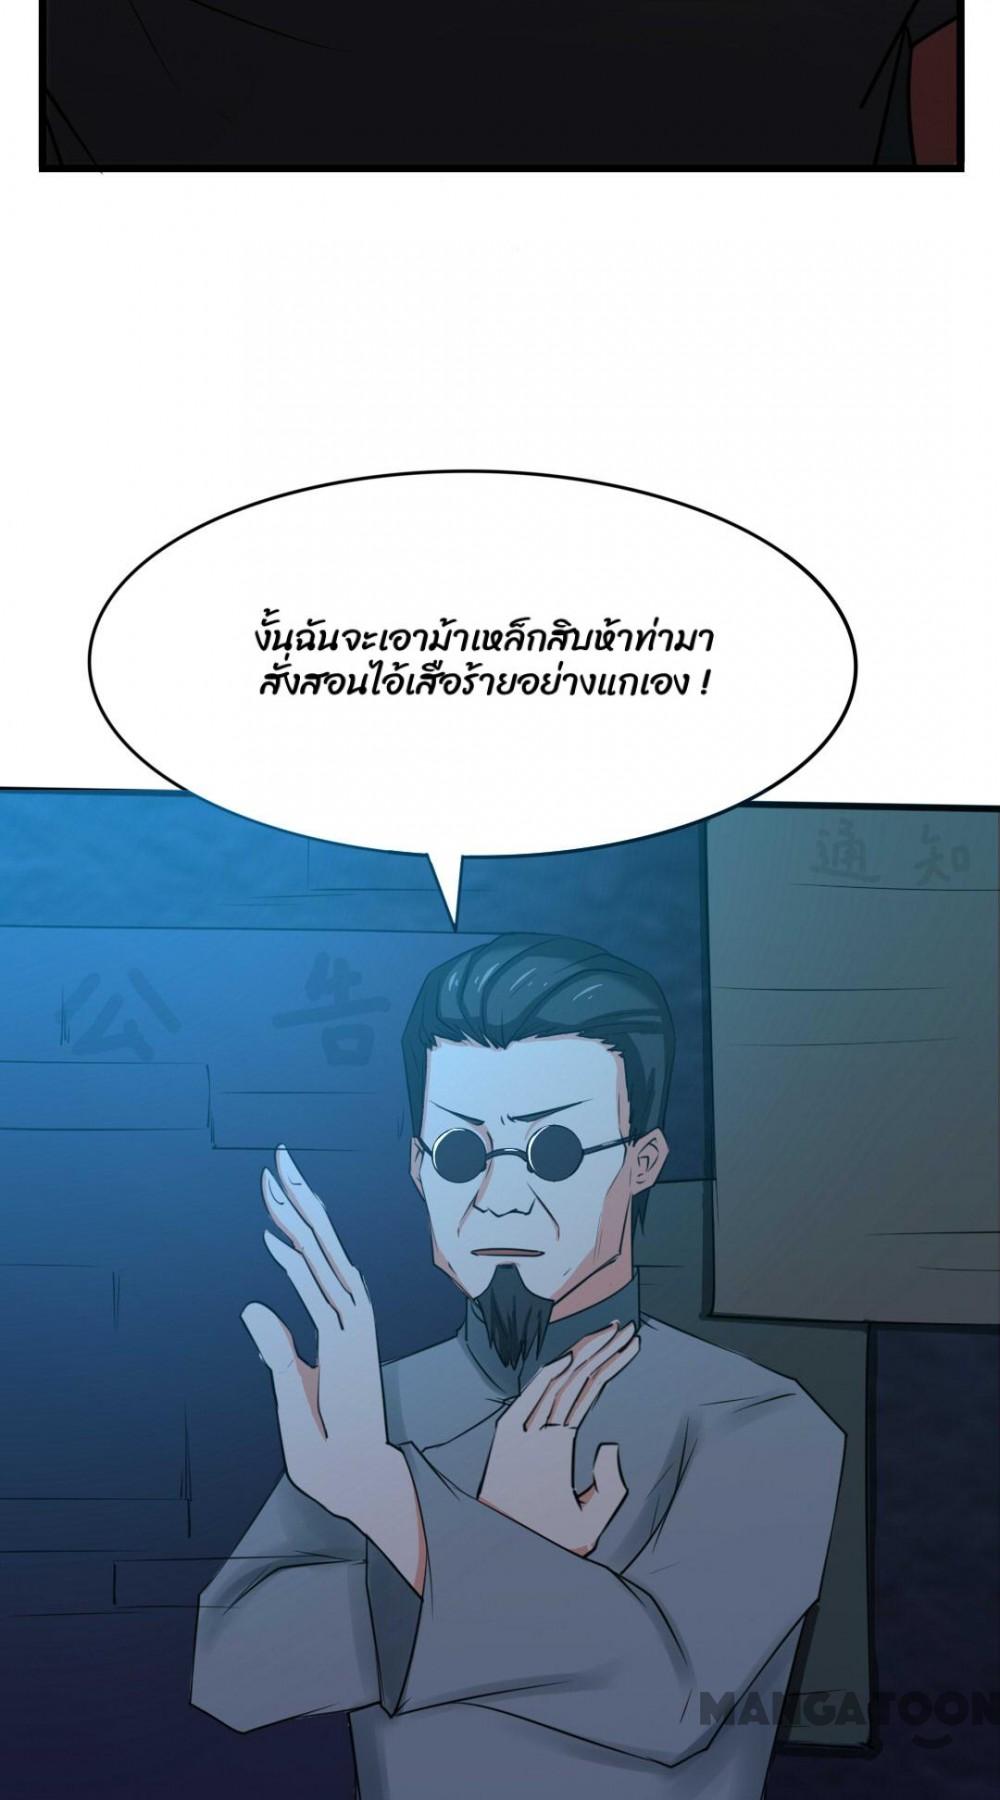 งั้นฉันจะเอาม้าเหล็กสิบห้าท่ามา
สั่งสอนไอ้เสือร้ายอย่างแกเอง !
通知
公告
MANGATOON